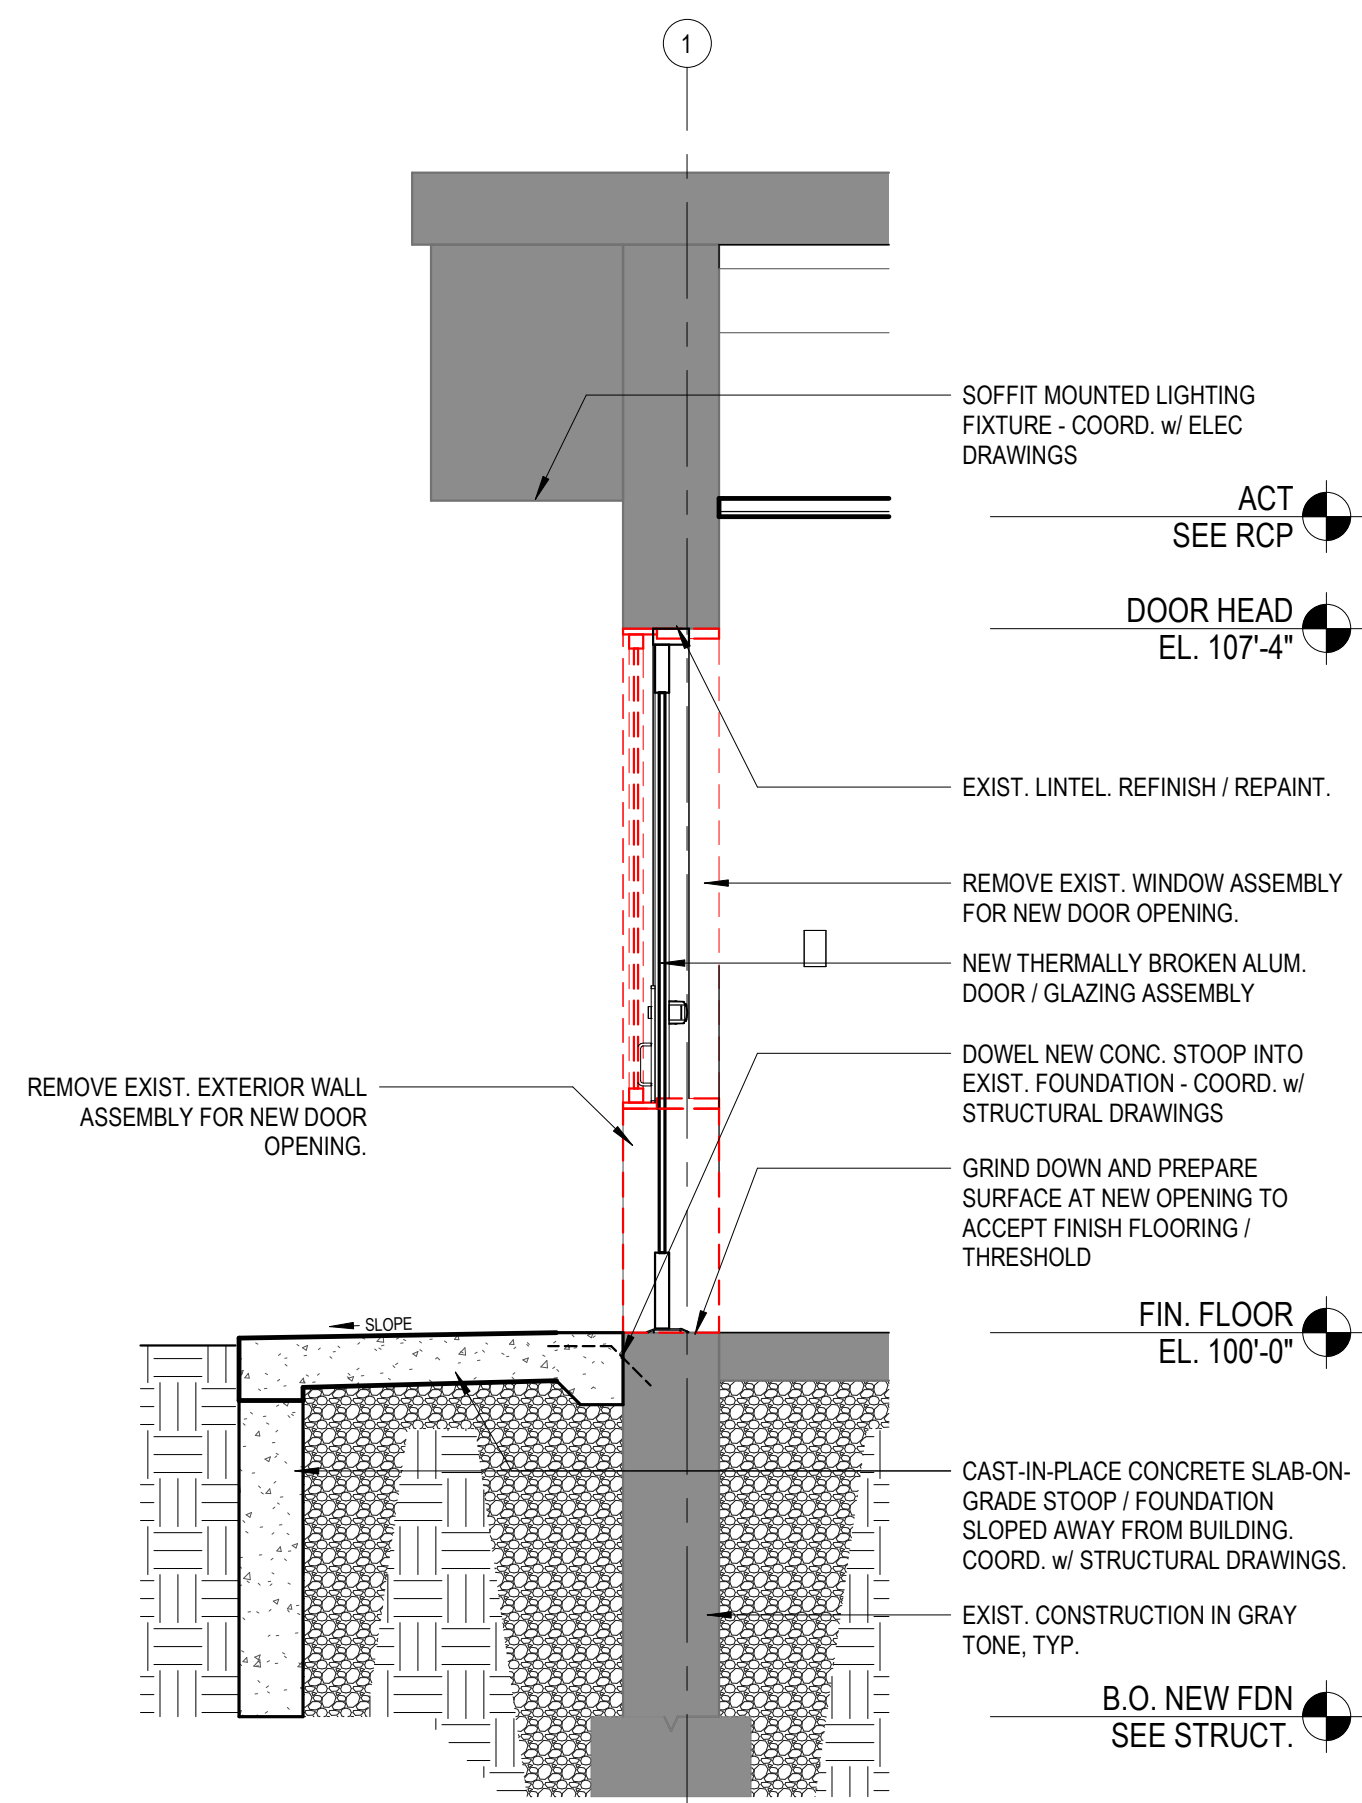 1
SOFFIT MOUNTED LIGHTING
FIXTURE - COORD. w/ ELEC
DRAWINGS
ACT
SEE RCP
DOOR HEAD
EL. 107'-4"
EXIST. LINTEL. REFINISH / REPAINT.
REMOVE EXIST. WINDOW ASSEMBLY
FOR NEW DOOR OPENING.
NEW THERMALLY BROKEN ALUM.
DOOR / GLAZING ASSEMBLY
DOWEL NEW CONC. STOOP INTO
EXIST. FOUNDATION - COORD. w/
STRUCTURAL DRAWINGS
REMOVE EXIST. EXTERIOR WALL
ASSEMBLY FOR NEW DOOR
OPENING.
GRIND DOWN AND PREPARE
SURFACE AT NEW OPENING TO
ACCEPT FINISH FLOORING /
THRESHOLD
SLOPE
FIN. FLOOR
EL. 100'-0"
CAST-IN-PLACE CONCRETE SLAB-ON-
GRADE STOOP / FOUNDATION
SLOPED AWAY FROM BUILDING.
COORD. w/ STRUCTURAL DRAWINGS.
EXIST. CONSTRUCTION IN GRAY
TONE, TYP.
B.O. NEW FDN
SEE STRUCT.